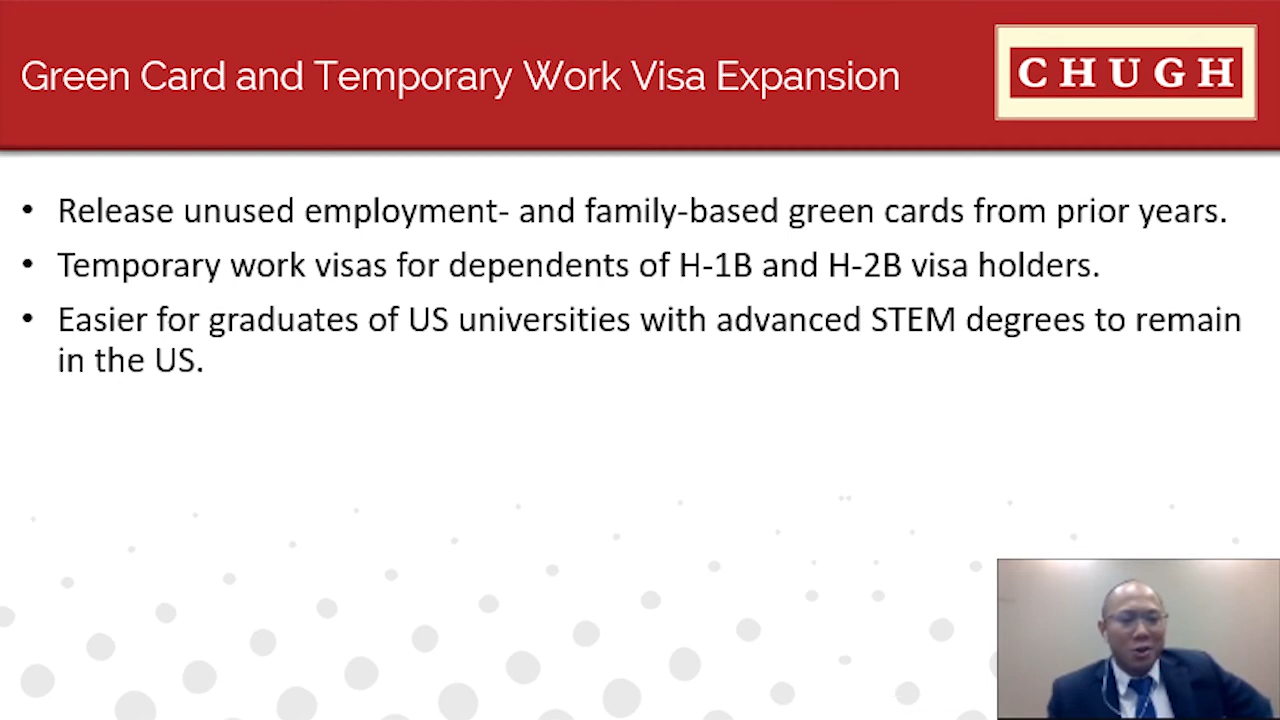 Green Card and Temporary Work Visa Expansion
CHUGH
• Release unused employment- and family-based green cards from prior years.
• Temporary work visas for dependents of H-1B and H-2B visa holders.
• Easier for graduates of US universities with advanced STEM degrees to remain
in the US.